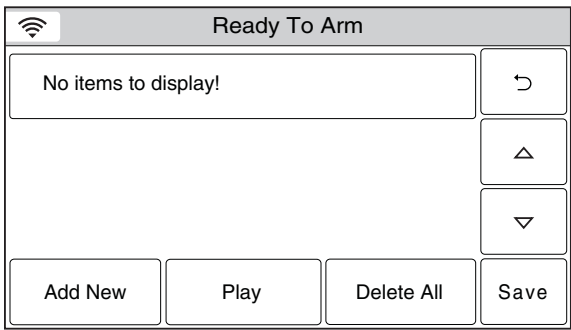 Ready To Arm
No items to display!
Add New
Play
Delete All
Save